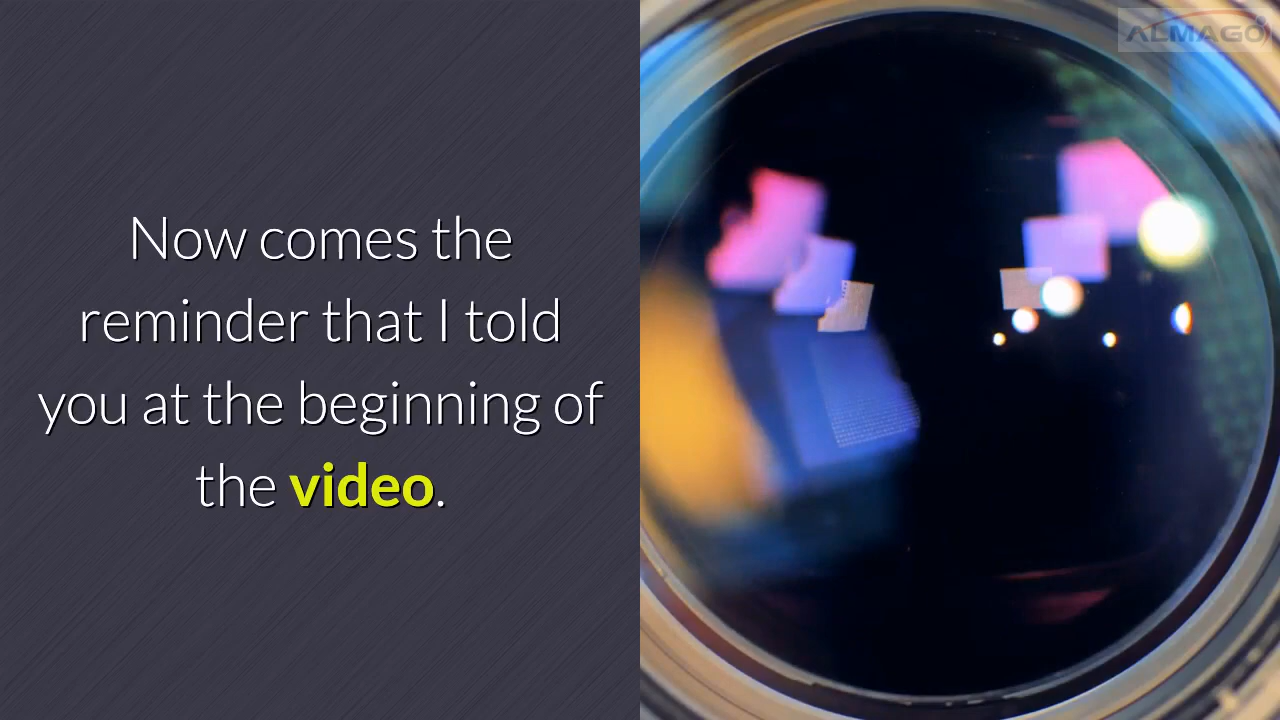 ALMAGO
Now comes the
reminder that I told
you at the beginning of
the video.